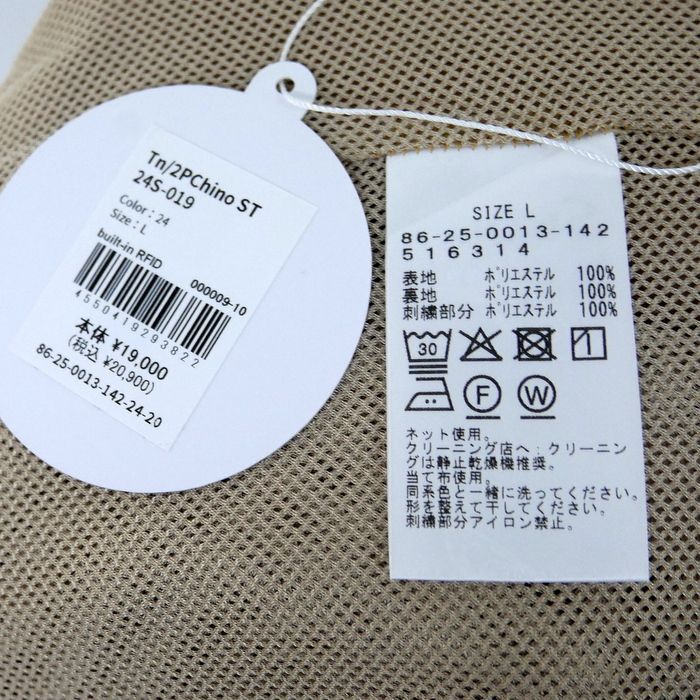 Tn/2PChino ST
24S-019
Color : 24
Size : L
built-in RFID
000009-10
4550419293822
本体 ¥19,000
(税込 ¥20,900)
86-25-0013-142-24-20
SIZE L
86-25-0013-142
516314
表地 ポリエステル 100%
裏地 ポリエステル 100%
刺繍部分 ポリエステル 100%
30
F W
ネット使用。
クリーニング店へ:クリーニン
グは静止乾燥機推奨。
当て布使用。
同系色と一緒に洗ってください。
形を整えて干してください。
刺繍部分アイロン禁止。